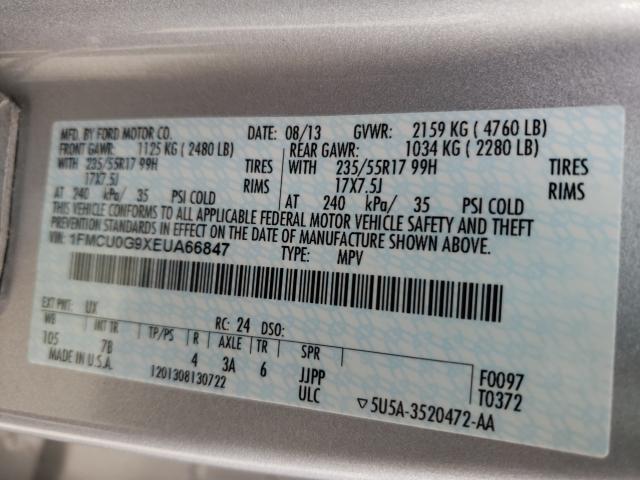 MFD. BY FORD MOTOR CO. DATE: 08/13 GVWR: 2159 KG ( 4760 LB)
FRONT GAWR: 1125 KG ( 2480 LB) REAR GAWR: 1034 KG ( 2280 LB)
WITH 235/55R17 99H TIRES WITH 235/55R17 99H TIRES
17X7.5J RIMS 17X7.5J RIMS
AT 240 kPa/ 35 PSI COLD AT 240 kPa/ 35 PSI COLD
THIS VEHICLE CONFORMS TO ALL APPLICABLE FEDERAL MOTOR VEHICLE SAFETY AND THEFT
PREVENTION STANDARDS IN EFFECT ON THE DATE OF MANUFACTURE SHOWN ABOVE.
VIN: 1FMCU0G9XEUA66847 TYPE: MPV
EXT PNT: UX RC: 24 DSO:
WB INT TR TP/PS R AXLE TR SPR
105 7B 4 3A 6 JJPP F0097
MADE IN U.S.A. 1201308130722 ULC T0372
▽5U5A-3520472-AA